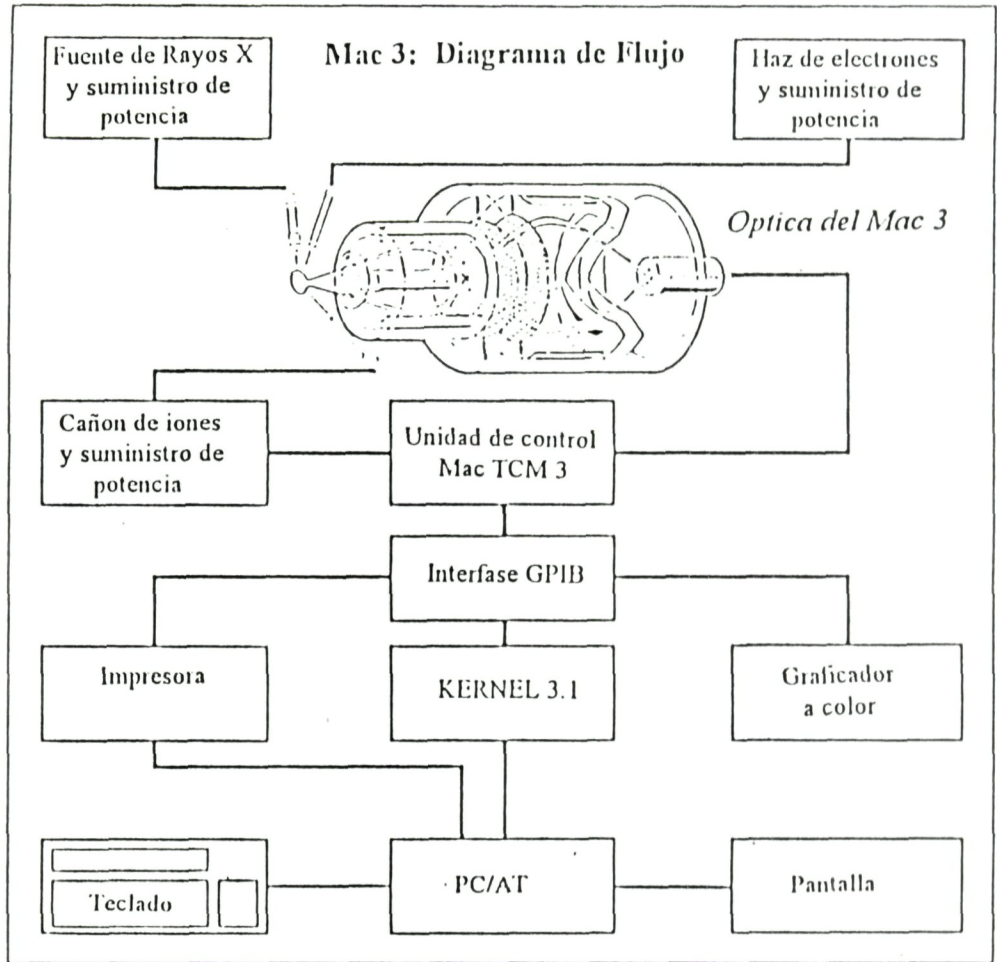 Fuente de Rayos X
y suministro de
potencia
Mac 3: Diagrama de Flujo
Haz de electrones
y suministro de
potencia
Optica del Mac 3
Cañon de iones
y suministro de
potencia
Unidad de control
Mac TCM 3
Interfase GPIB
Impresora
KERNEL 3.1
Graficador
a color
Teclado
PC/AT
Pantalla